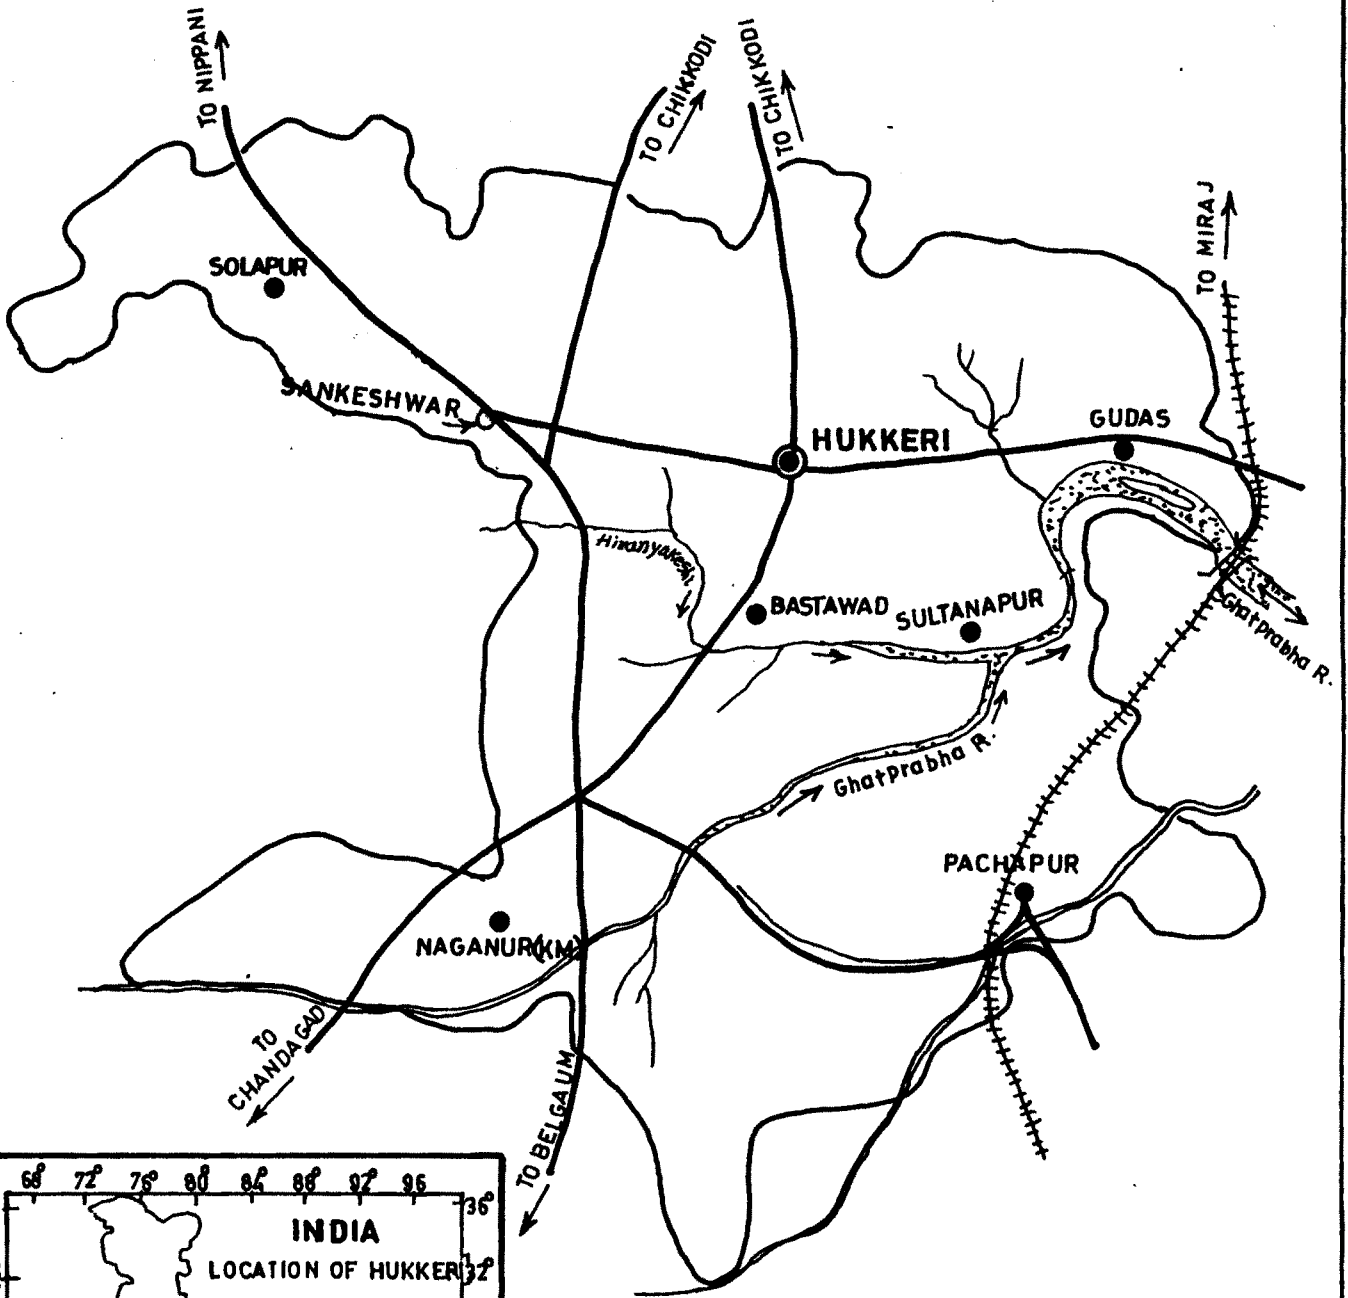 TO NIPPANI
TO CHIKKODI
TO CHIKKODI
TO MIRAJ
SOLAPUR
SANKESHWAR
HUKKERI
GUDAS
Hiranyakeshi
BASTAWAD
SULTANAPUR
Ghatprabha R.
Ghatprabha R.
PACHAPUR
NAGANUR(KM)
TO
CHANDAGAD
TO BELGAUM
68° 72° 76° 80° 84° 88° 92° 96
36°
INDIA
LOCATION OF HUKKERI
32°